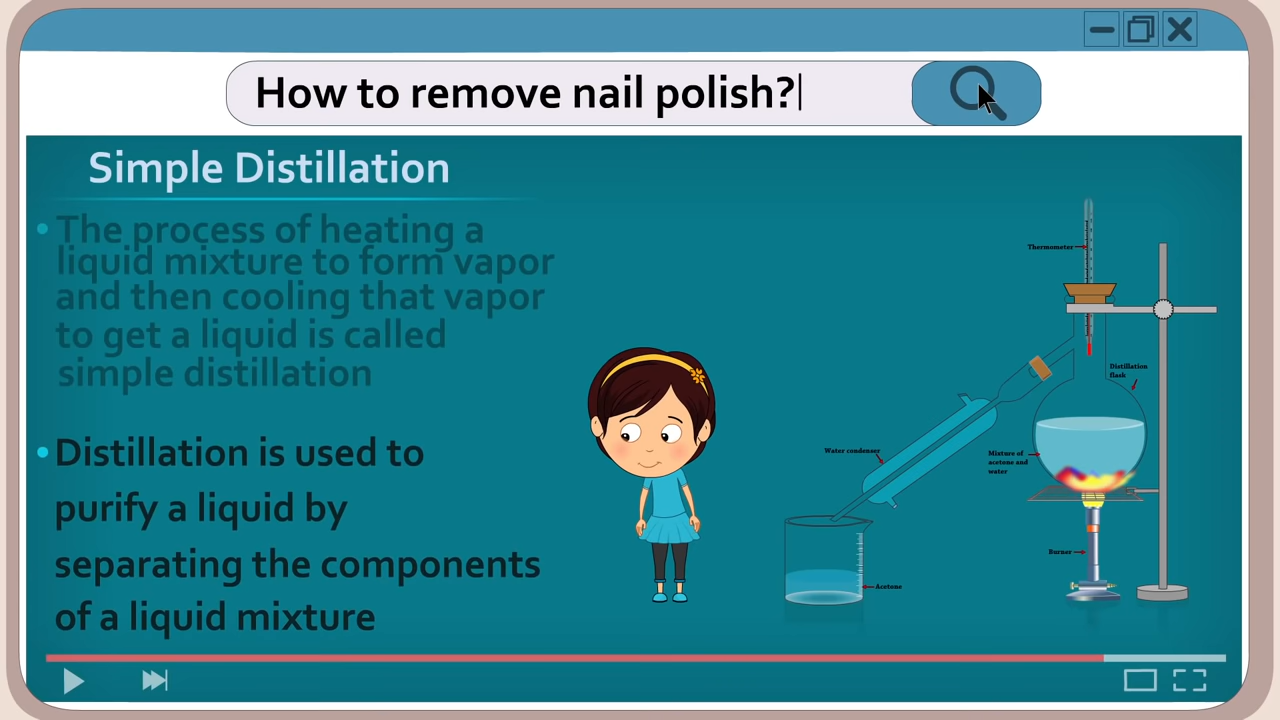 How to remove nail polish?
Simple Distillation
• The process of heating a
liquid mixture to form vapor
and then cooling that vapor
to get a liquid is called
simple distillation
• Distillation is used to
purify a liquid by
separating the components
of a liquid mixture
Thermometer
Distillation
flask
Water condenser
Mixture of
acetone and
water
Burner
Acetone